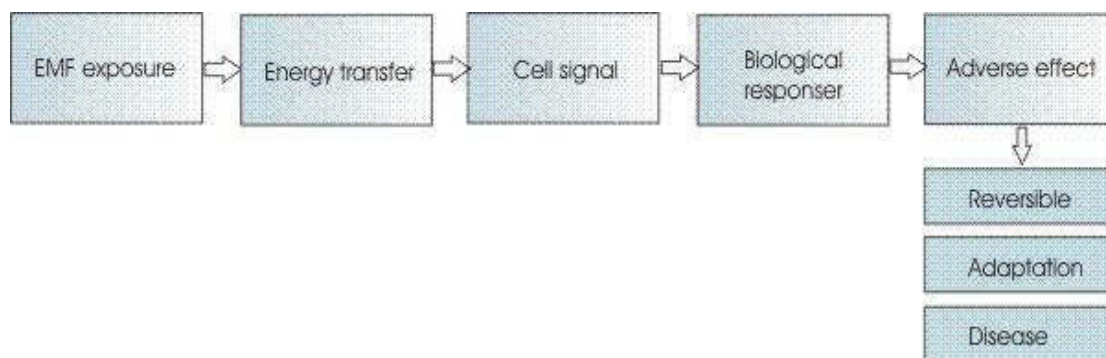 EMF exposure
Energy transfer
Cell signal
Biological
responser
Adverse effect
Reversible
Adaptation
Disease